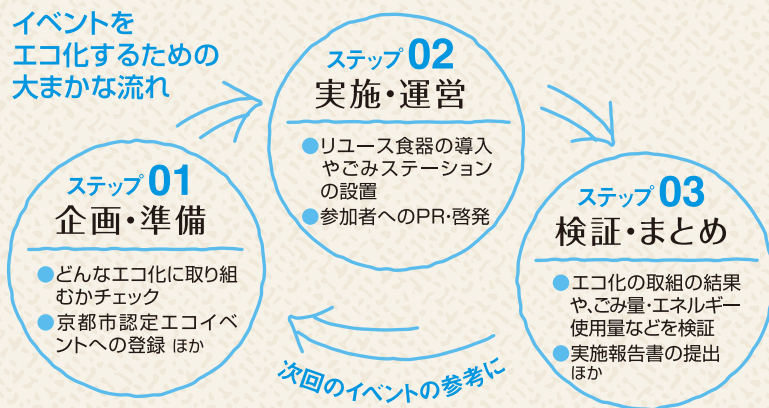 イベントを
エコ化するための
大まかな流れ
ステップ 01
企画・準備
●どんなエコ化に取り組
むかチェック
●京都市認定エコイベ
ントへの登録 ほか
ステップ 02
実施・運営
●リユース食器の導入
やごみステーション
の設置
●参加者へのPR・啓発
ステップ 03
検証・まとめ
●エコ化の取組の結果
や、ごみ量・エネルギー
使用量などを検証
●実施報告書の提出
ほか
次回のイベントの参考に